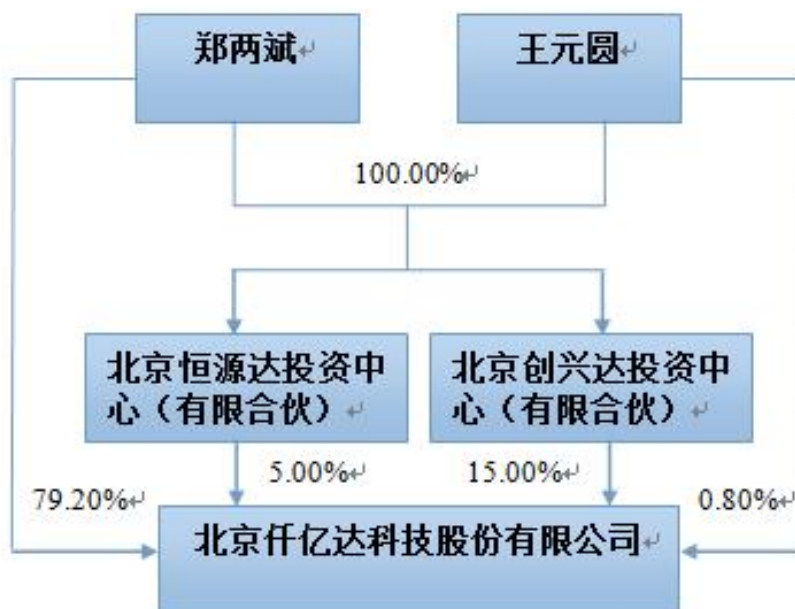 郑两斌
王元圆
100.00%
北京恒源达投资中
心（有限合伙）
北京创兴达投资中
心（有限合伙）
5.00%
15.00%
79.20%
0.80%
北京仟亿达科技股份有限公司